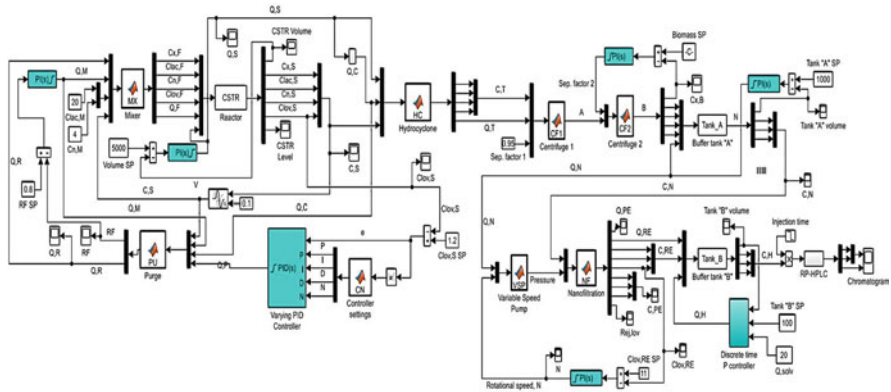 Q,S
Q,S
CSTR Volume
Cx,F
Clac,F
Cn,F
Clov,F
Q,F
Cx,S
Clac,S
Cn,S
Clov,S
PI(s)
Q,M
20
Clac,M
4
Cn,M
MX
Mixer
CSTR
Reactor
Q,C
HC
Hydrocyclone
C,T
Q,T
PI(s)
Biomass SP
-C-
Sep. factor 2
Cx,B
PI(s)
Tank "A" SP
1000
Tank "A" volume
A
B
N
CF1
Centrifuge 1
CF2
Centrifuge 2
Tank_A
Buffer tank "A"
0.95
Sep. factor 1
5000
Volume SP
PI(s)
CSTR
Level
Q,R
0.8
RF SP
V
C,S
C,S
Q,M
0.1
Clov,S
Clov,S
Q,N
C,N
C,N
Q,N
RF
Q,R
RF
Q,R
PU
Purge
Q,P
PID(s)
P
P
I
I
D
D
N
N
e
Varying PID
Controller
CN
Controller
settings
1.2
Clov,S SP
Q,PE
Q,RE
C,RE
Tank "B" volume
Injection time
VSP
Pressure
Variable Speed
Pump
NF
Nanofiltration
C,PE
Rej,lov
Tank_B
Buffer tank "B"
C,H
RP-HPLC
Chromatogram
Q,H
Tank "B" SP
100
20
Q,solv
Discrete time
P controller
Clov,RE SP
11
Clov,RE
PI(s)
N
Rotational speed, N